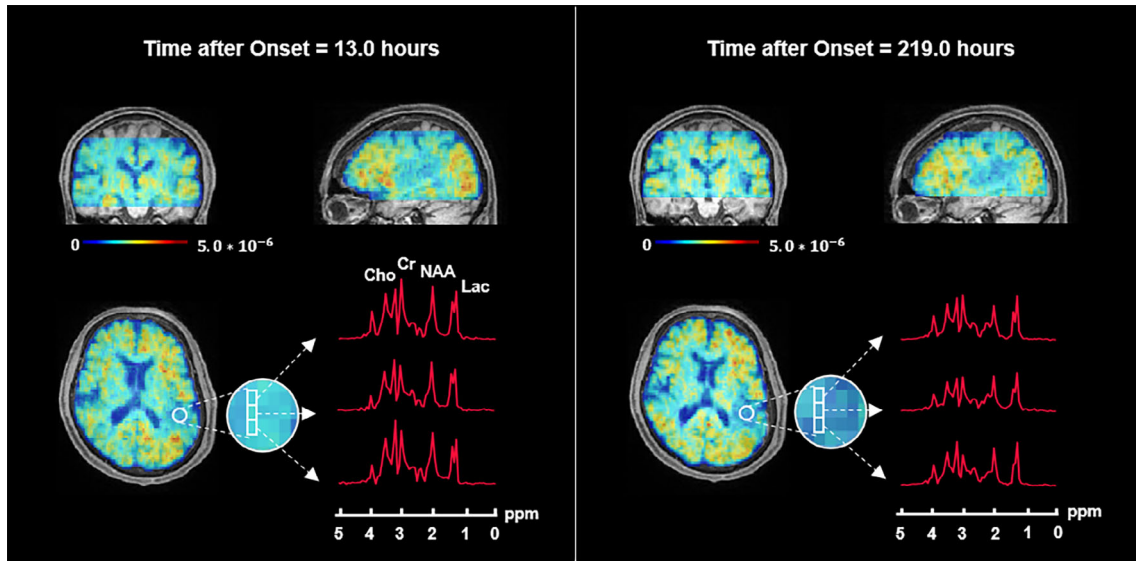 Time after Onset = 13.0 hours
0 5.0 * 10⁻⁶
Cho Cr NAA Lac
5 4 3 2 1 0 ppm
Time after Onset = 219.0 hours
0 5.0 * 10⁻⁶
5 4 3 2 1 0 ppm